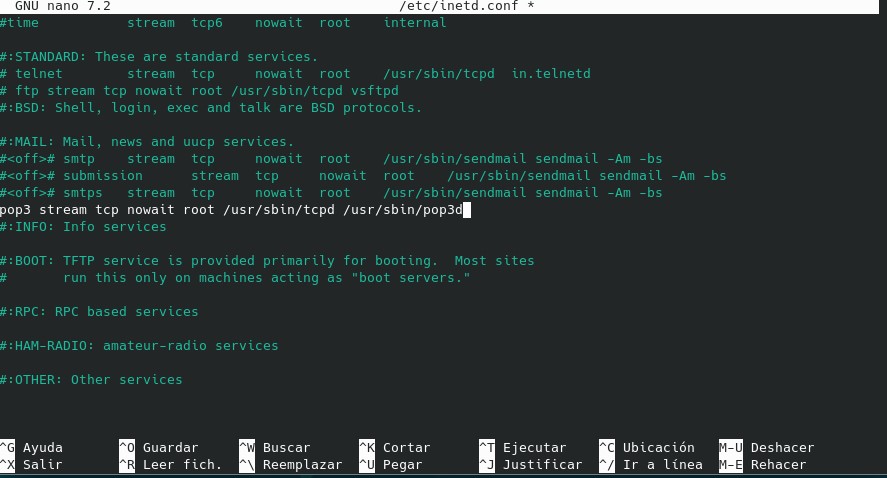 GNU nano 7.2                                    /etc/inetd.conf *
#time           stream  tcp6    nowait  root    internal
#:STANDARD: These are standard services.
# telnet        stream  tcp     nowait  root    /usr/sbin/tcpd  in.telnetd
# ftp stream tcp nowait root /usr/sbin/tcpd vsftpd
#:BSD: Shell, login, exec and talk are BSD protocols.
#:MAIL: Mail, news and uucp services.
#<off># smtp    stream  tcp     nowait  root    /usr/sbin/sendmail sendmail -Am -bs
#<off># submission      stream  tcp     nowait  root    /usr/sbin/sendmail sendmail -Am -bs
#<off># smtps   stream  tcp     nowait  root    /usr/sbin/sendmail sendmail -Am -bs
pop3 stream tcp nowait root /usr/sbin/tcpd /usr/sbin/pop3d
#:INFO: Info services
#:BOOT: TFTP service is provided primarily for booting.  Most sites
#       run this only on machines acting as "boot servers."
#:RPC: RPC based services
#:HAM-RADIO: amateur-radio services
#:OTHER: Other services
^G Ayuda       ^O Guardar     ^W Buscar      ^K Cortar      ^T Ejecutar    ^C Ubicación   M-U Deshacer
^X Salir       ^R Leer fich.  ^\ Reemplazar  ^U Pegar       ^J Justificar  ^/ Ir a línea  M-E Rehacer